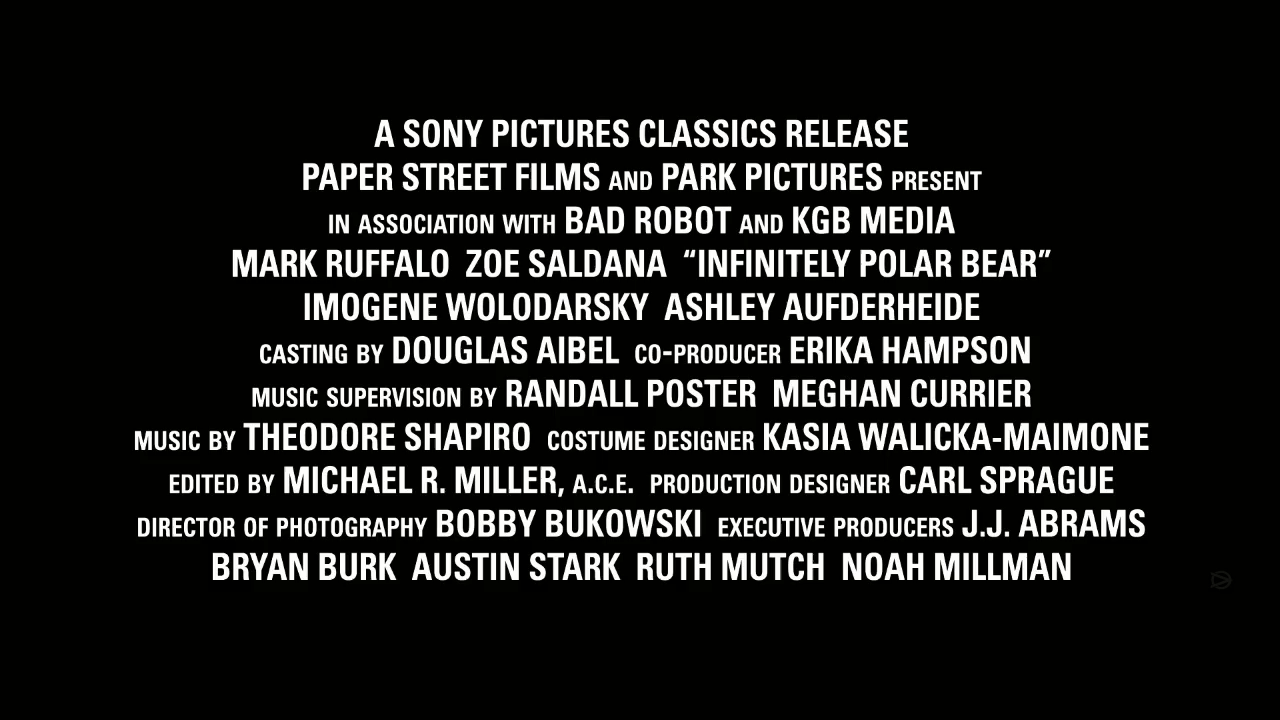 A SONY PICTURES CLASSICS RELEASE
PAPER STREET FILMS AND PARK PICTURES PRESENT
IN ASSOCIATION WITH BAD ROBOT AND KGB MEDIA
MARK RUFFALO ZOE SALDANA “INFINITELY POLAR BEAR”
IMOGENE WOLODARSKY ASHLEY AUFDERHEIDE
CASTING BY DOUGLAS AIBEL CO-PRODUCER ERIKA HAMPSON
MUSIC SUPERVISION BY RANDALL POSTER MEGHAN CURRIER
MUSIC BY THEODORE SHAPIRO COSTUME DESIGNER KASIA WALICKA-MAIMONE
EDITED BY MICHAEL R. MILLER, A.C.E. PRODUCTION DESIGNER CARL SPRAGUE
DIRECTOR OF PHOTOGRAPHY BOBBY BUKOWSKI EXECUTIVE PRODUCERS J.J. ABRAMS
BRYAN BURK AUSTIN STARK RUTH MUTCH NOAH MILLMAN